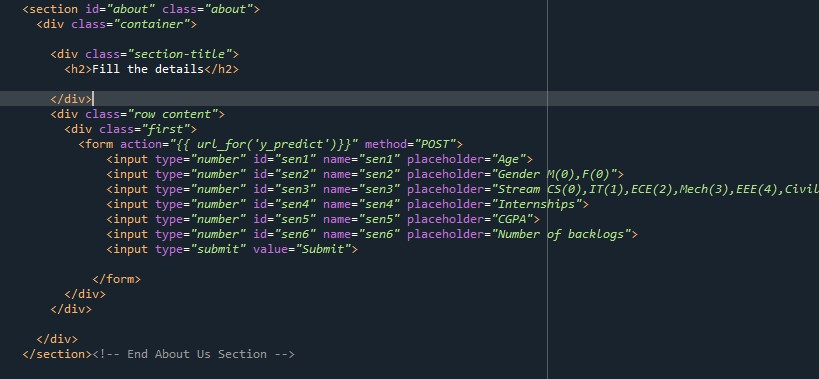 <section id="about" class="about">
<div class="container">
<div class="section-title">
<h2>Fill the details</h2>
</div>
<div class="row content">
<div class="first">
<form action="{{ url_for('y_predict')}}" method="POST">
<input type="number" id="sen1" name="sen1" placeholder="Age">
<input type="number" id="sen2" name="sen2" placeholder="Gender M(0),F(0)">
<input type="number" id="sen3" name="sen3" placeholder="Stream CS(0),IT(1),ECE(2),Mech(3),EEE(4),Civil
<input type="number" id="sen4" name="sen4" placeholder="Internships">
<input type="number" id="sen5" name="sen5" placeholder="CGPA">
<input type="number" id="sen6" name="sen6" placeholder="Number of backlogs">
<input type="submit" value="Submit">
</form>
</div>
</div>
</div>
</section><!-- End About Us Section -->